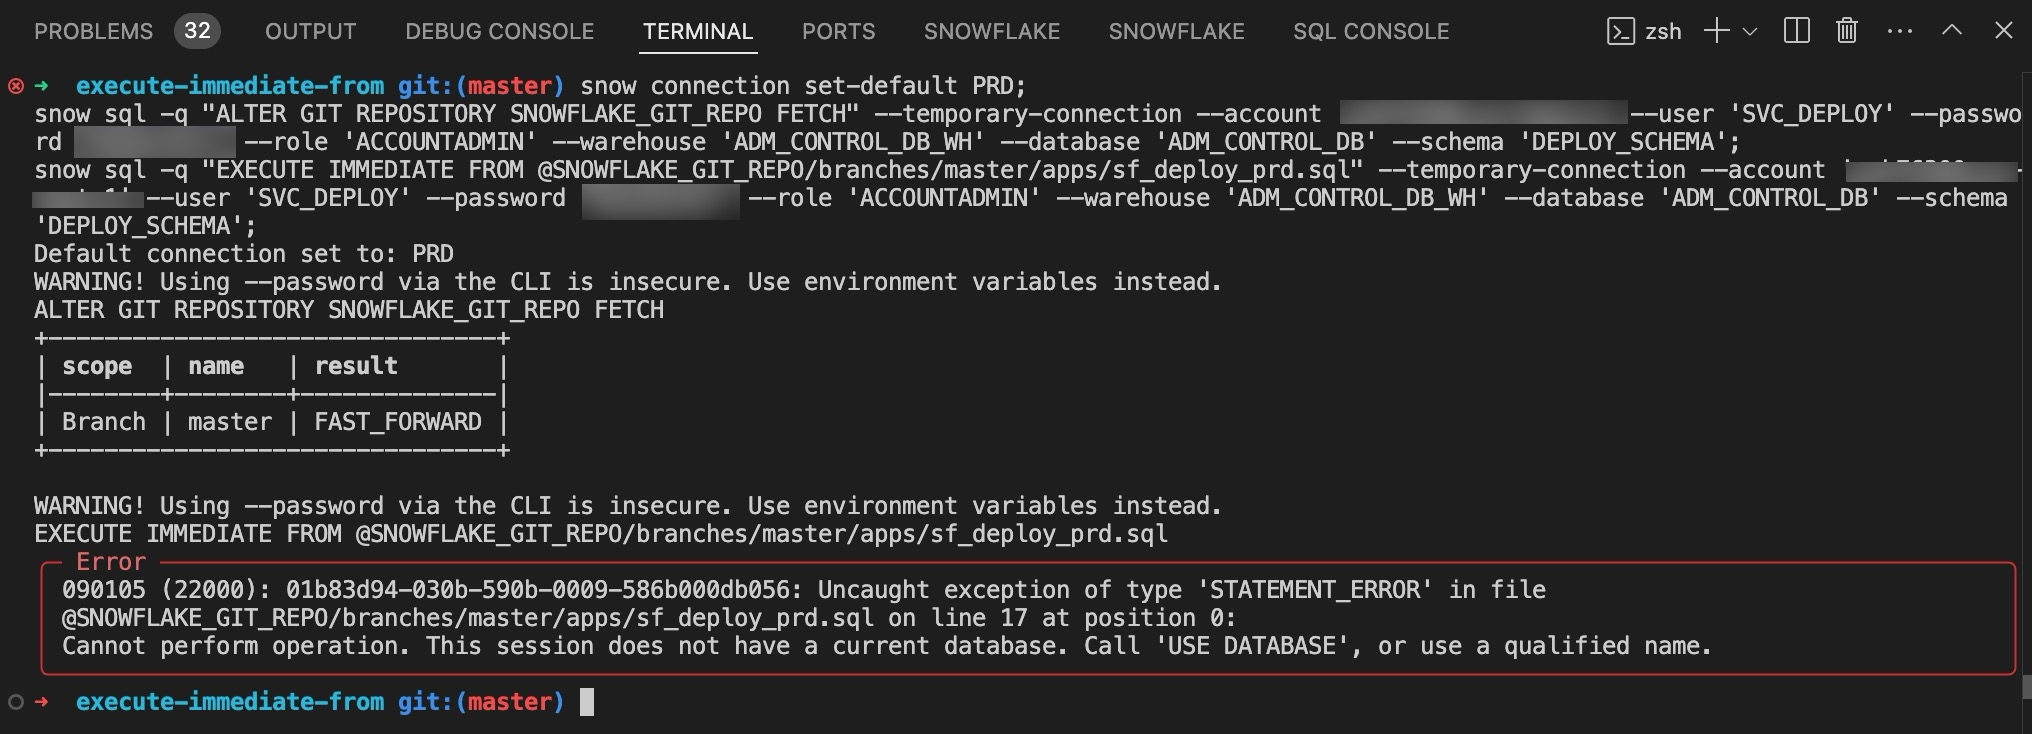 PROBLEMS 32 OUTPUT DEBUG CONSOLE TERMINAL PORTS SNOWFLAKE SNOWFLAKE SQL CONSOLE zsh
→ execute-immediate-from git:(master) snow connection set-default PRD;
snow sql -q "ALTER GIT REPOSITORY SNOWFLAKE_GIT_REPO FETCH" --temporary-connection --account --user 'SVC_DEPLOY' --passwo
rd --role 'ACCOUNTADMIN' --warehouse 'ADM_CONTROL_DB_WH' --database 'ADM_CONTROL_DB' --schema 'DEPLOY_SCHEMA';
snow sql -q "EXECUTE IMMEDIATE FROM @SNOWFLAKE_GIT_REPO/branches/master/apps/sf_deploy_prd.sql" --temporary-connection --account
--user 'SVC_DEPLOY' --password --role 'ACCOUNTADMIN' --warehouse 'ADM_CONTROL_DB_WH' --database 'ADM_CONTROL_DB' --schema
'DEPLOY_SCHEMA';
Default connection set to: PRD
WARNING! Using --password via the CLI is insecure. Use environment variables instead.
ALTER GIT REPOSITORY SNOWFLAKE_GIT_REPO FETCH
+--------------------------------+
| scope  | name   | result       |
|--------+--------+--------------|
| Branch | master | FAST_FORWARD |
+--------------------------------+
WARNING! Using --password via the CLI is insecure. Use environment variables instead.
EXECUTE IMMEDIATE FROM @SNOWFLAKE_GIT_REPO/branches/master/apps/sf_deploy_prd.sql
Error
090105 (22000): 01b83d94-030b-590b-0009-586b000db056: Uncaught exception of type 'STATEMENT_ERROR' in file
@SNOWFLAKE_GIT_REPO/branches/master/apps/sf_deploy_prd.sql on line 17 at position 0:
Cannot perform operation. This session does not have a current database. Call 'USE DATABASE', or use a qualified name.
→ execute-immediate-from git:(master)